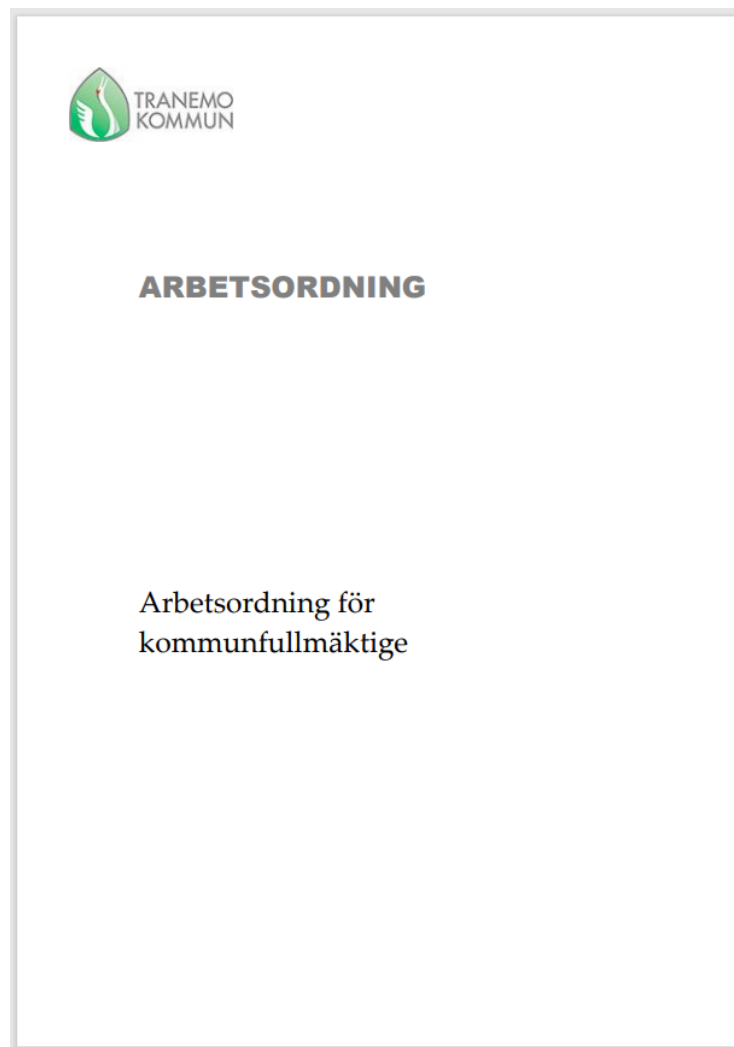 TRANEMO
KOMMUN
ARBETSORDNING
Arbetsordning för
kommunfullmäktige